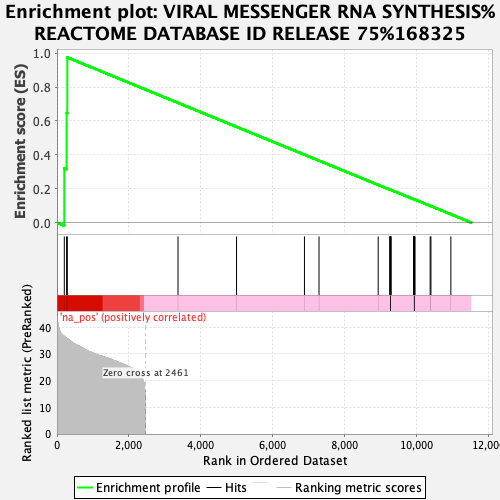 Enrichment plot: VIRAL MESSENGER RNA SYNTHESIS%
REACTOME DATABASE ID RELEASE 75%168325
Enrichment score (ES)
1.0
0.8
0.6
0.4
0.2
0.0
'na_pos' (positively correlated)
Ranked list metric (PreRanked)
40
30
20
10
0
Zero cross at 2461
0
2,000
4,000
6,000
8,000
10,000
12,00
Rank in Ordered Dataset
Enrichment profile
Hits
Ranking metric scores